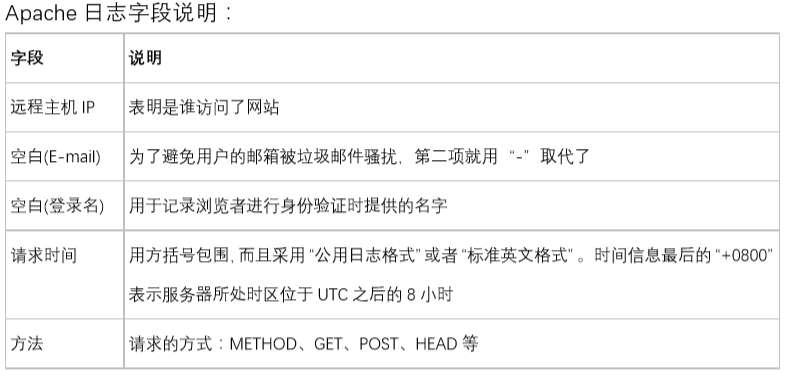 Apache 日志字段说明：
字段 说明
远程主机 IP 表明是谁访问了网站
空白(E-mail) 为了避免用户的邮箱被垃圾邮件骚扰，第二项就用“-”取代了
空白(登录名) 用于记录浏览者进行身份验证时提供的名字
请求时间 用方括号包围，而且采用“公用日志格式”或者“标准英文格式”。时间信息最后的“+0800”
表示服务器所处时区位于 UTC 之后的 8 小时
方法 请求的方式：METHOD、GET、POST、HEAD 等